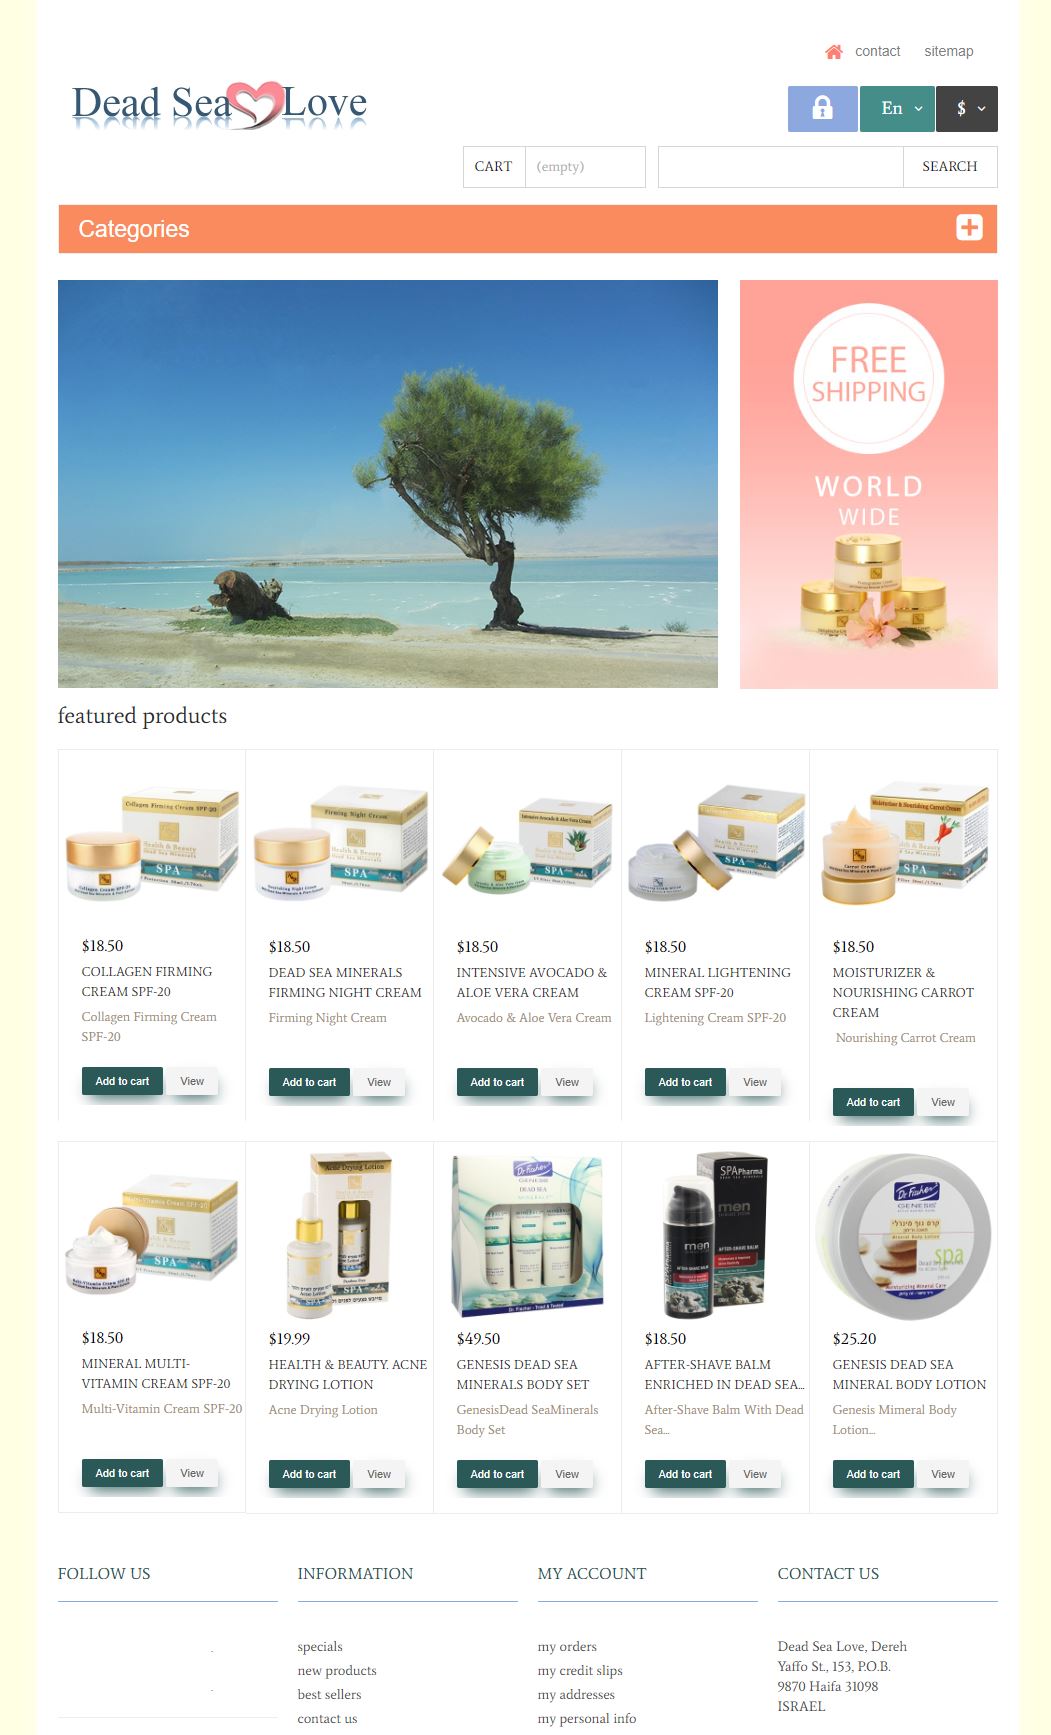 contact sitemap
Dead Sea Love
En $
CART (empty) SEARCH
Categories
FREE
SHIPPING
WORLD
WIDE
featured products
$18.50
COLLAGEN FIRMING
CREAM SPF-20
Collagen Firming Cream
SPF-20
Add to cart View
$18.50
DEAD SEA MINERALS
FIRMING NIGHT CREAM
Firming Night Cream
Add to cart View
$18.50
INTENSIVE AVOCADO &
ALOE VERA CREAM
Avocado & Aloe Vera Cream
Add to cart View
$18.50
MINERAL LIGHTENING
CREAM SPF-20
Lightening Cream SPF-20
Add to cart View
$18.50
MOISTURIZER &
NOURISHING CARROT
CREAM
Nourishing Carrot Cream
Add to cart View
$18.50
MINERAL MULTI-
VITAMIN CREAM SPF-20
Multi-Vitamin Cream SPF-20
Add to cart View
$19.99
HEALTH & BEAUTY. ACNE
DRYING LOTION
Acne Drying Lotion
Add to cart View
$49.50
GENESIS DEAD SEA
MINERALS BODY SET
GenesisDead SeaMinerals
Body Set
Add to cart View
$18.50
AFTER-SHAVE BALM
ENRICHED IN DEAD SEA...
After-Shave Balm With Dead
Sea...
Add to cart View
$25.20
GENESIS DEAD SEA
MINERAL BODY LOTION
Genesis Mimeral Body
Lotion...
Add to cart View
FOLLOW US
INFORMATION
specials
new products
best sellers
contact us
MY ACCOUNT
my orders
my credit slips
my addresses
my personal info
CONTACT US
Dead Sea Love, Dereh
Yaffo St., 153, P.O.B.
9870 Haifa 31098
ISRAEL